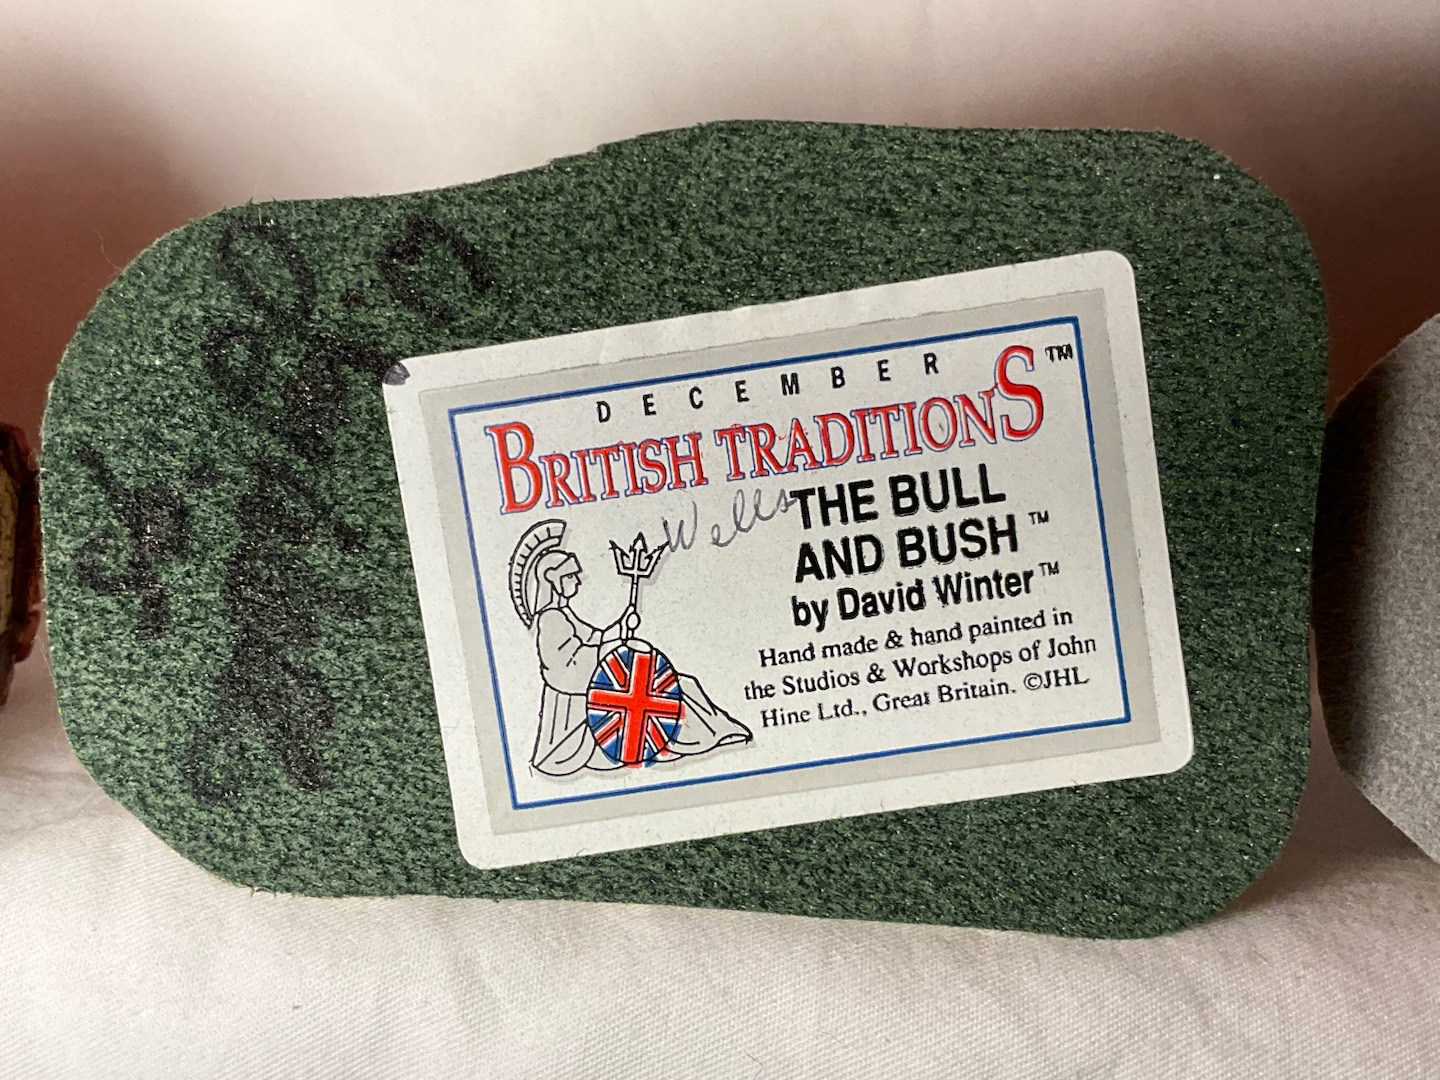 DECEMBER
BRITISH TRADITIONS™
Wells
THE BULL
AND BUSH™
by David Winter™
Hand made & hand painted in
the Studios & Workshops of John
Hine Ltd., Great Britain. ©JHL